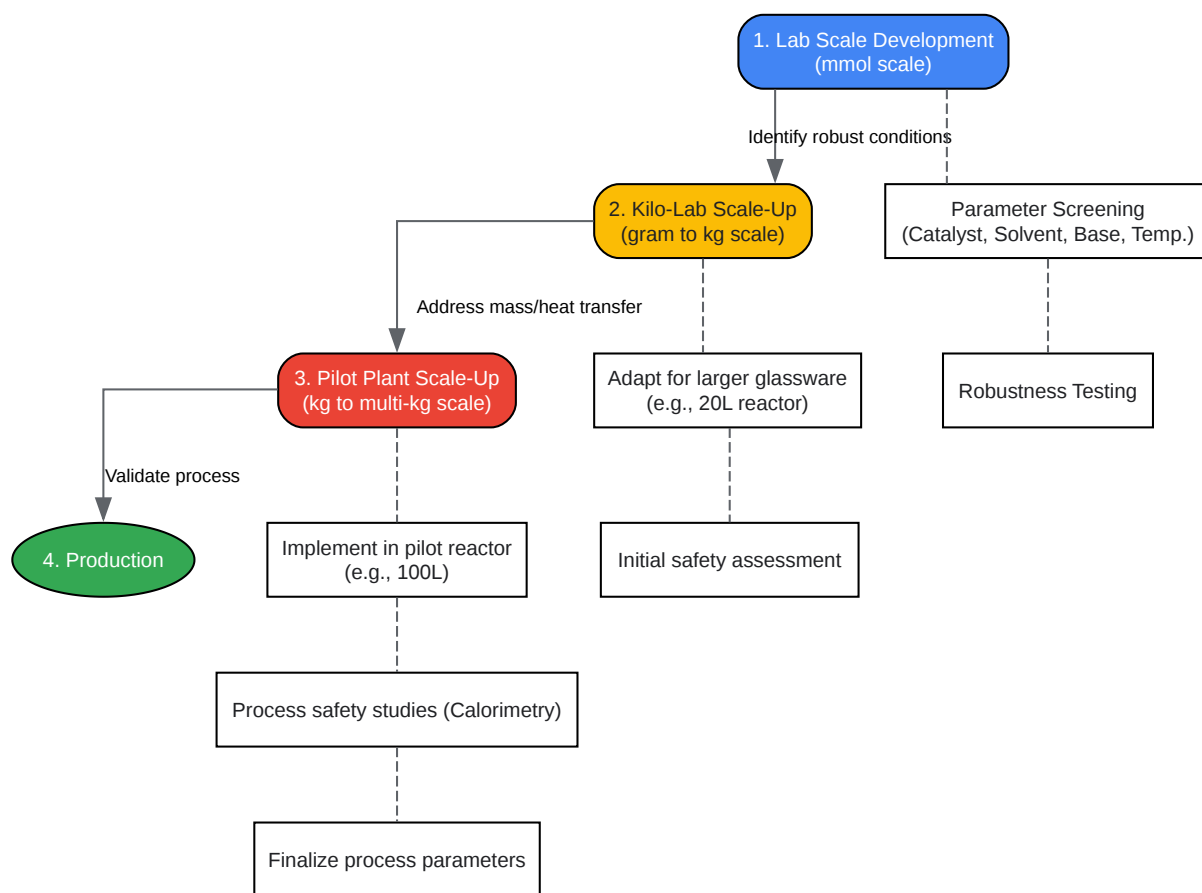 1. Lab Scale Development
(mmol scale)
Identify robust conditions
2. Kilo-Lab Scale-Up
(gram to kg scale)
Parameter Screening
(Catalyst, Solvent, Base, Temp.)
Address mass/heat transfer
3. Pilot Plant Scale-Up
(kg to multi-kg scale)
Adapt for larger glassware
(e.g., 20L reactor)
Robustness Testing
Validate process
4. Production
Implement in pilot reactor
(e.g., 100L)
Initial safety assessment
Process safety studies (Calorimetry)
Finalize process parameters